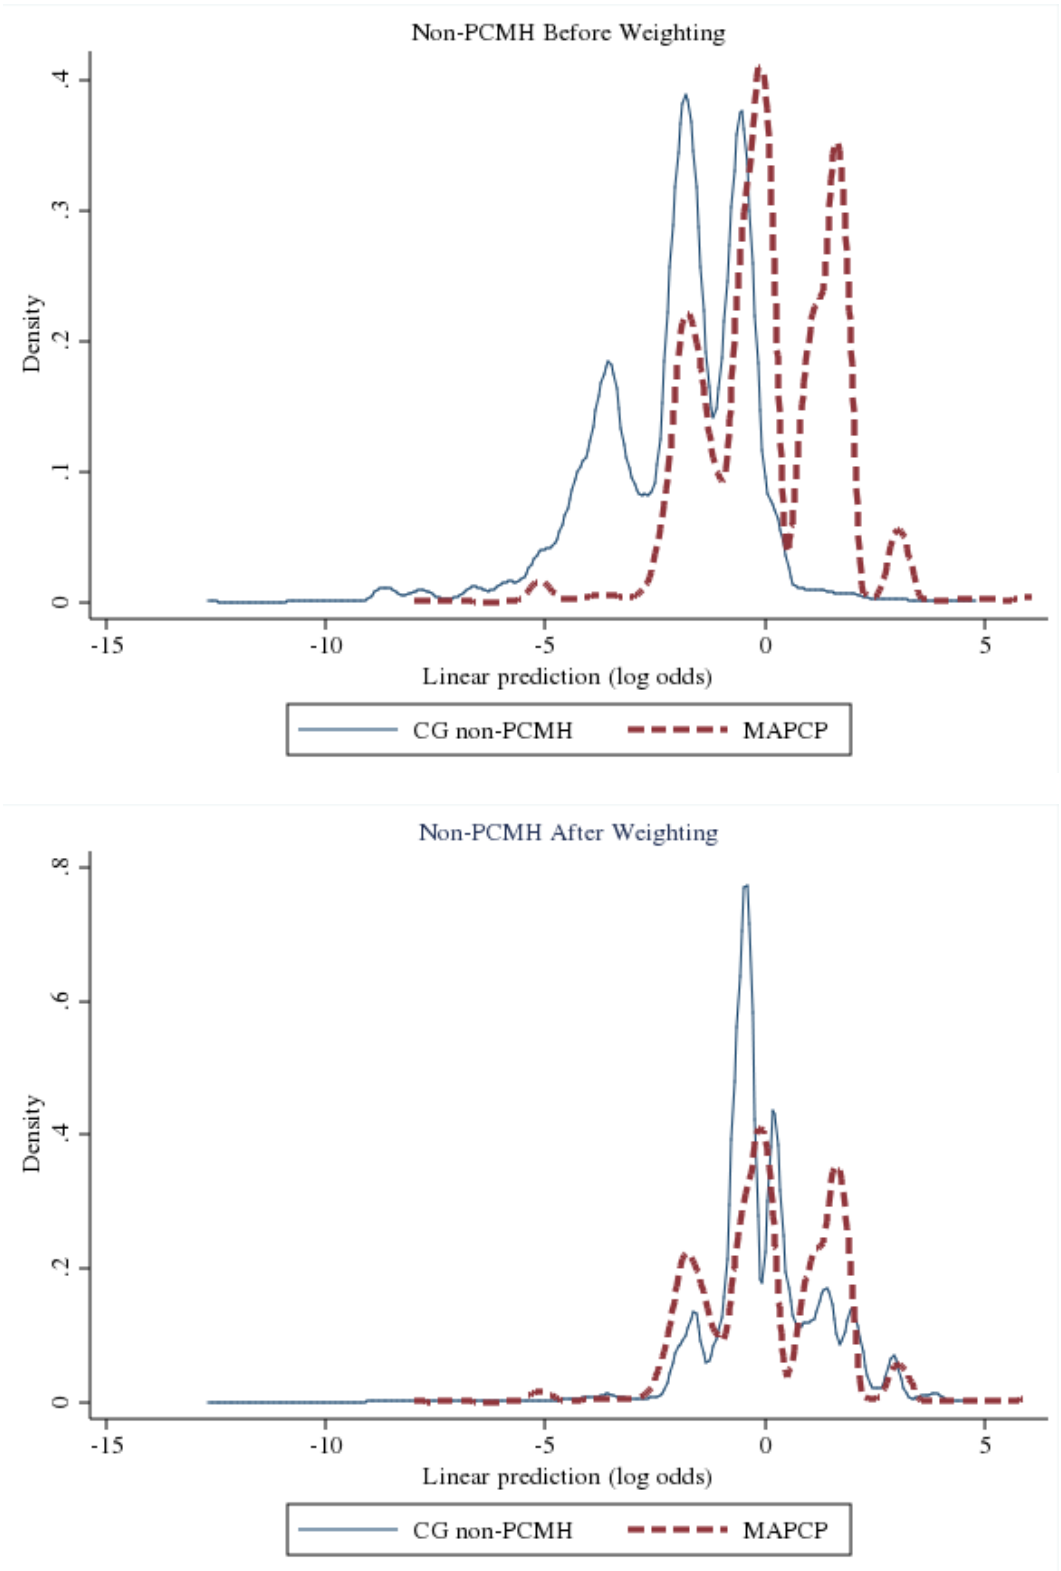 Non-PCMH Before Weighting
.4
.3
.2
.1
0
Density
-15 -10 -5 0 5
Linear prediction (log odds)
CG non-PCMH MAPCP
Non-PCMH After Weighting
.8
.6
.4
.2
0
Density
-15 -10 -5 0 5
Linear prediction (log odds)
CG non-PCMH MAPCP